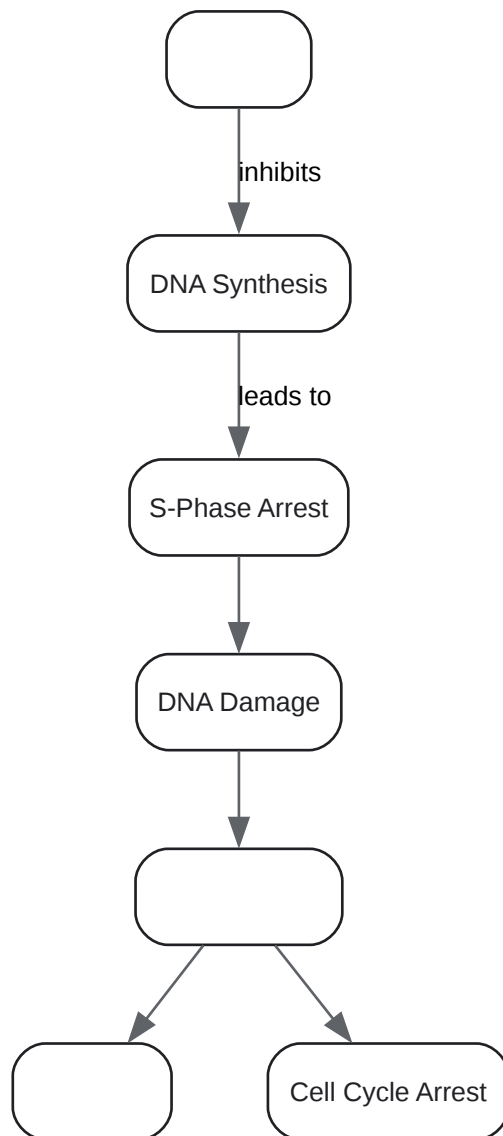 inhibits
DNA Synthesis
leads to
S-Phase Arrest
DNA Damage
Cell Cycle Arrest